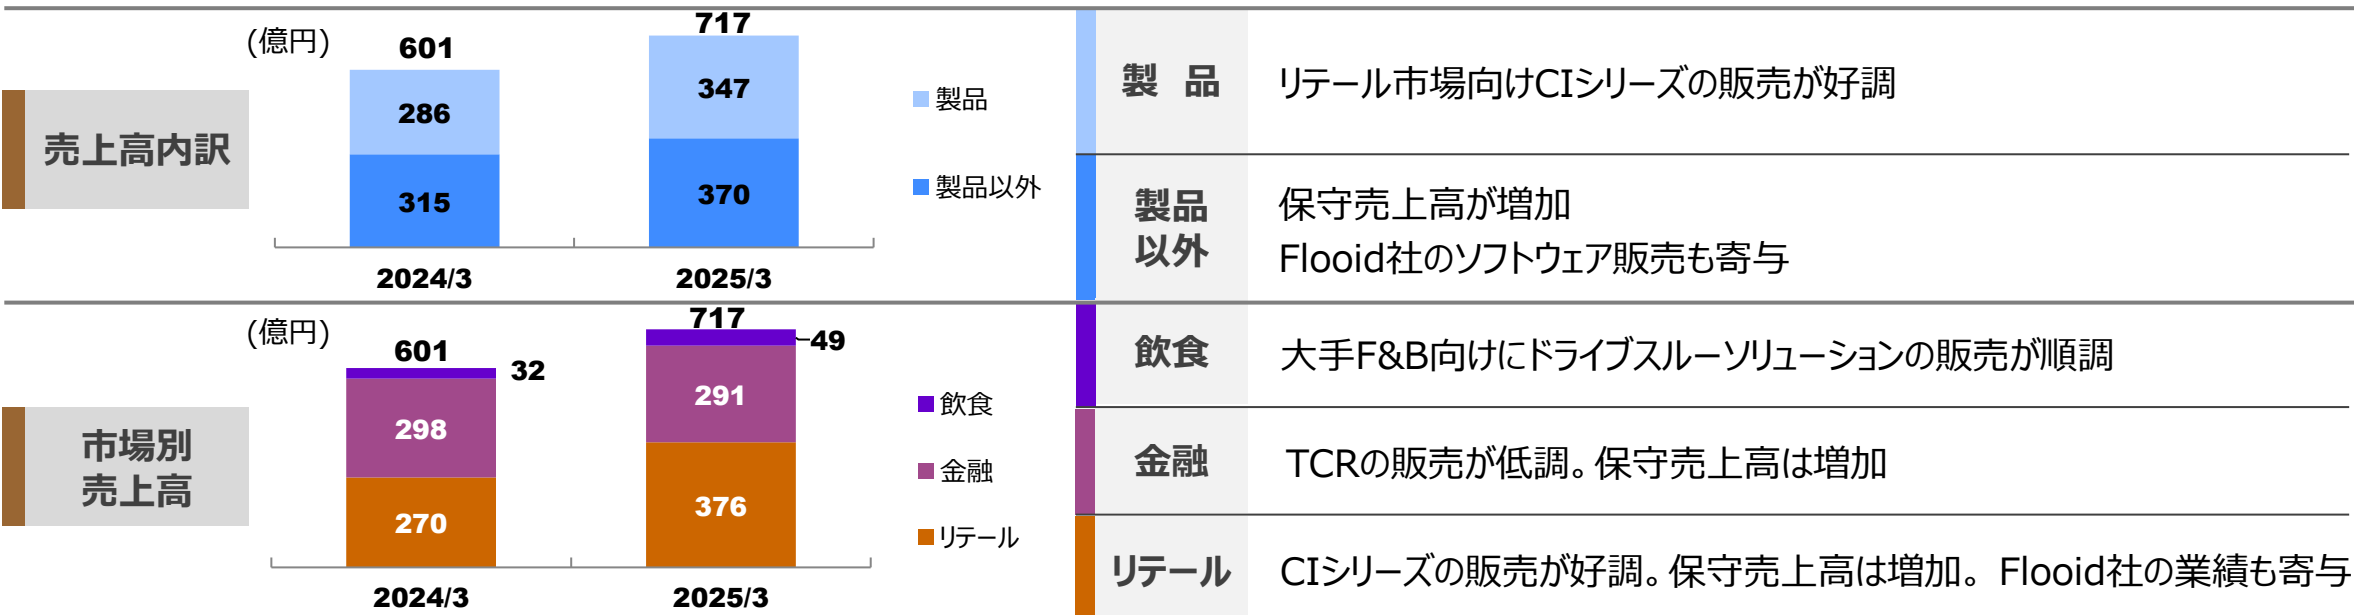 売上高内訳
(億円)
601
717
286
347
315
370
2024/3
2025/3
製品
製品以外
製 品
リテール市場向けCIシリーズの販売が好調
製品
以外
保守売上高が増加
Flooid社のソフトウェア販売も寄与
市場別
売上高
(億円)
601
717
32
49
298
291
270
376
2024/3
2025/3
飲食
金融
リテール
飲食
大手F&B向けにドライブスルーソリューションの販売が順調
金融
TCRの販売が低調。保守売上高は増加
リテール
CIシリーズの販売が好調。保守売上高は増加。Flooid社の業績も寄与